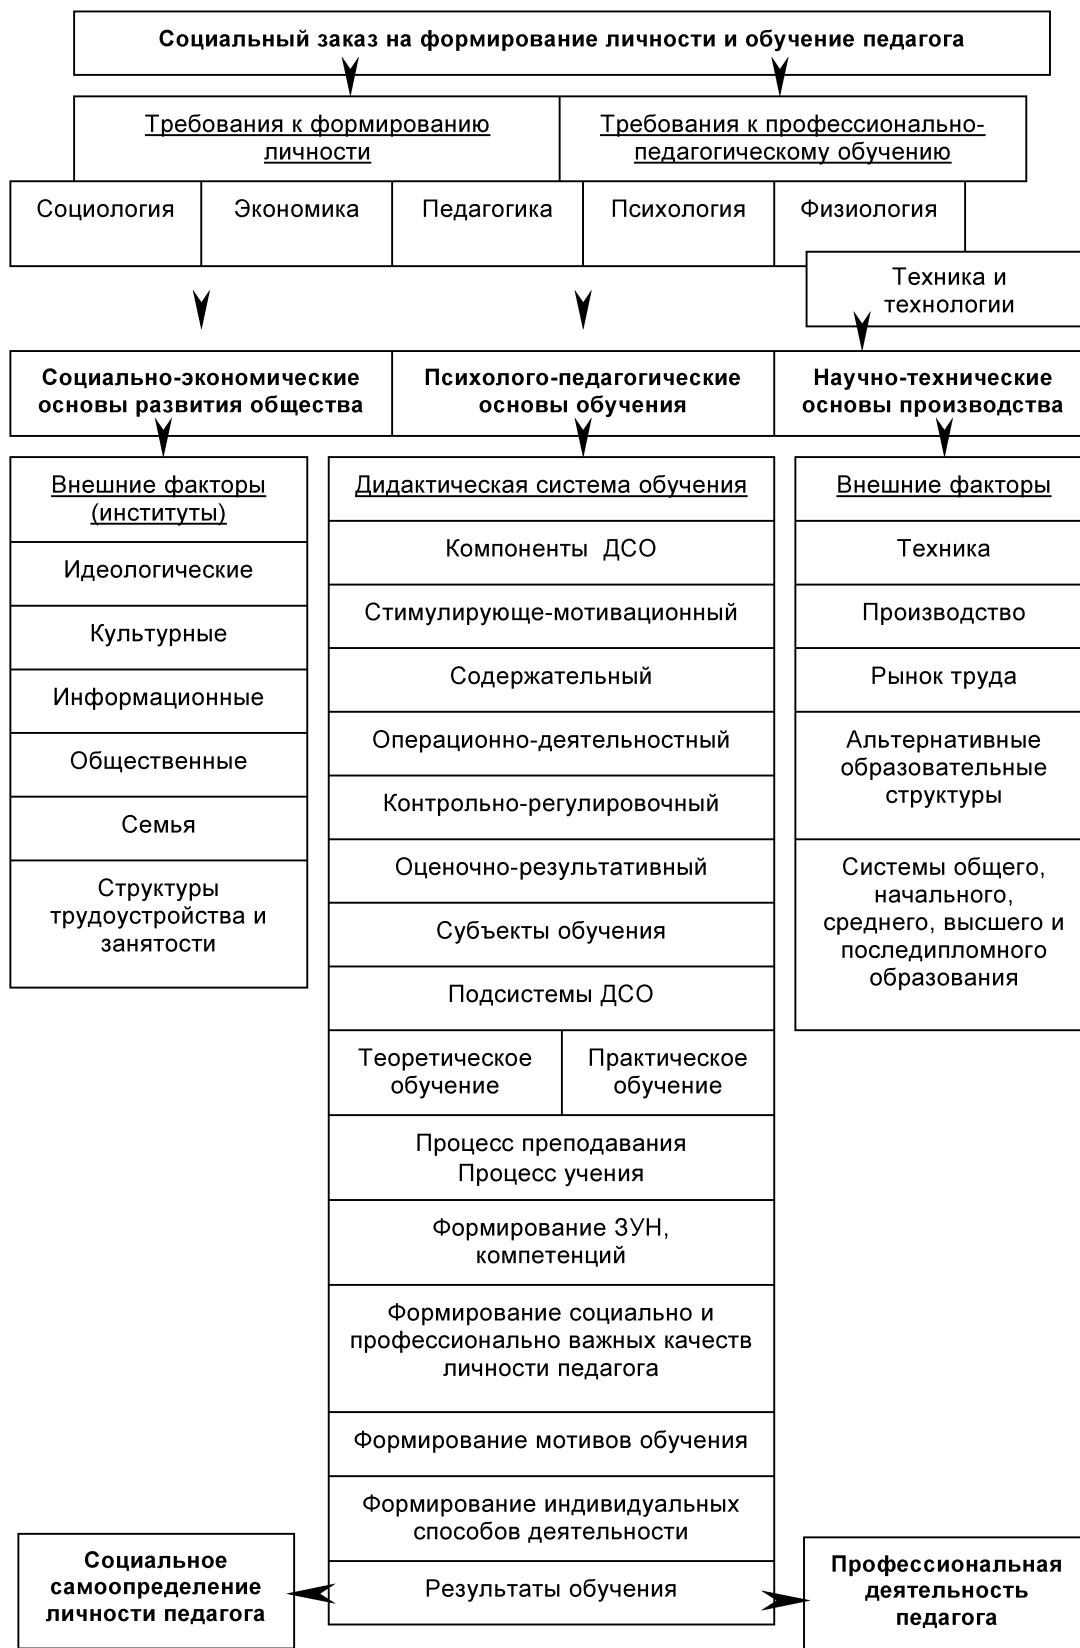 Социальный заказ на формирование личности и обучение педагога
Требования к формированию
личности
Требования к профессионально-
педагогическому обучению
Социология
Экономика
Педагогика
Психология
Физиология
Техника и
технологии
Социально-экономические
основы развития общества
Психолого-педагогические
основы обучения
Научно-технические
основы производства
Внешние факторы
(институты)
Идеологические
Культурные
Информационные
Общественные
Семья
Структуры
трудоустройства и
занятости
Дидактическая система обучения
Компоненты ДСО
Стимулирующе-мотивационный
Содержательный
Операционно-деятельностный
Контрольно-регулировочный
Оценочно-результативный
Субъекты обучения
Подсистемы ДСО
Теоретическое
обучение
Практическое
обучение
Процесс преподавания
Процесс учения
Формирование ЗУН,
компетенций
Формирование социально и
профессионально важных качеств
личности педагога
Формирование мотивов обучения
Формирование индивидуальных
способов деятельности
Результаты обучения
Внешние факторы
Техника
Производство
Рынок труда
Альтернативные
образовательные
структуры
Системы общего,
начального,
среднего, высшего и
последипломного
образования
Социальное
самоопределение
личности педагога
Профессиональная
деятельность
педагога